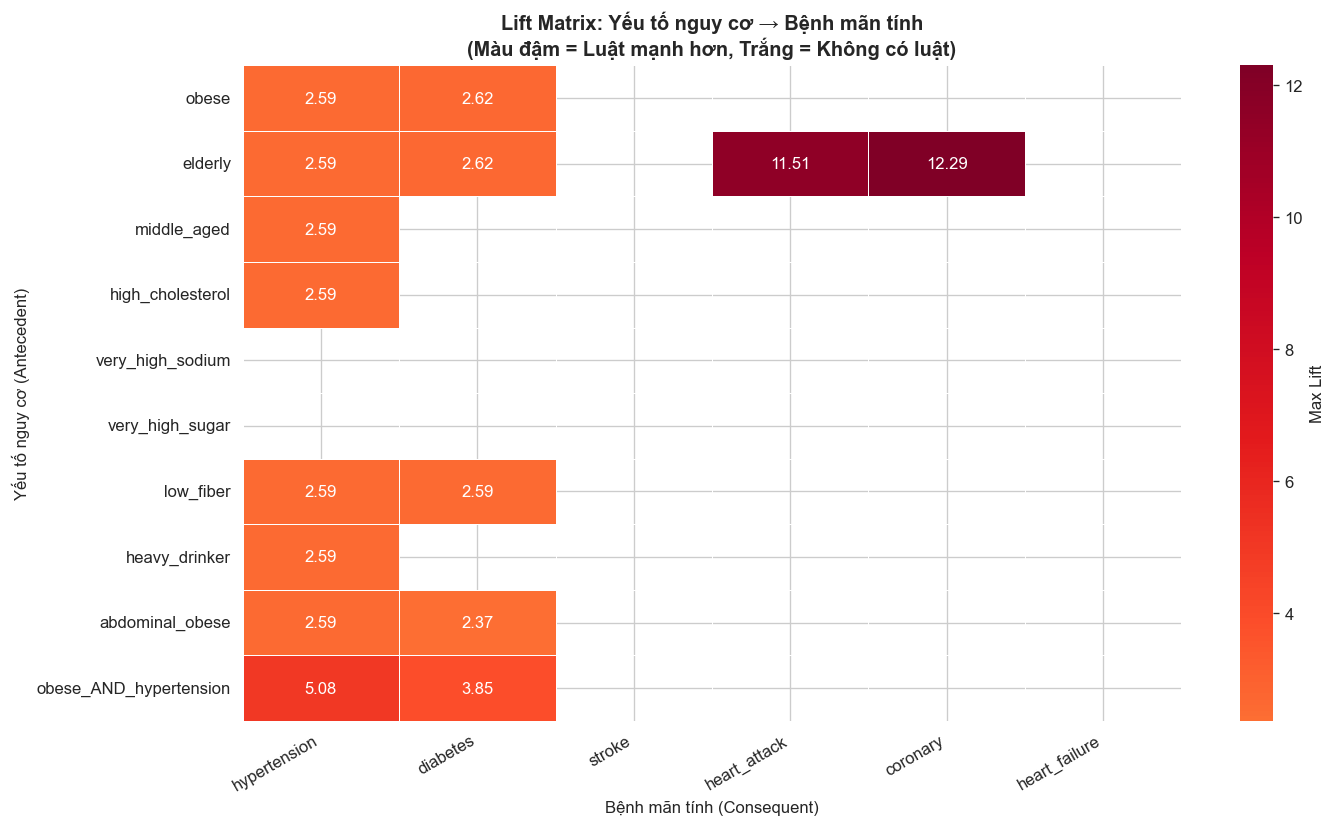 Lift Matrix: Yếu tố nguy cơ → Bệnh mãn tính
(Màu đậm = Luật mạnh hơn, Trắng = Không có luật)
Yếu tố nguy cơ (Antecedent)
obese 2.59 2.62
elderly 2.59 2.62 11.51 12.29
middle_aged 2.59
high_cholesterol 2.59
very_high_sodium
very_high_sugar
low_fiber 2.59 2.59
heavy_drinker 2.59
abdominal_obese 2.59 2.37
obese_AND_hypertension 5.08 3.85
hypertension diabetes stroke heart_attack coronary heart_failure
Bệnh mãn tính (Consequent)
12
10
8
6
4
Max Lift